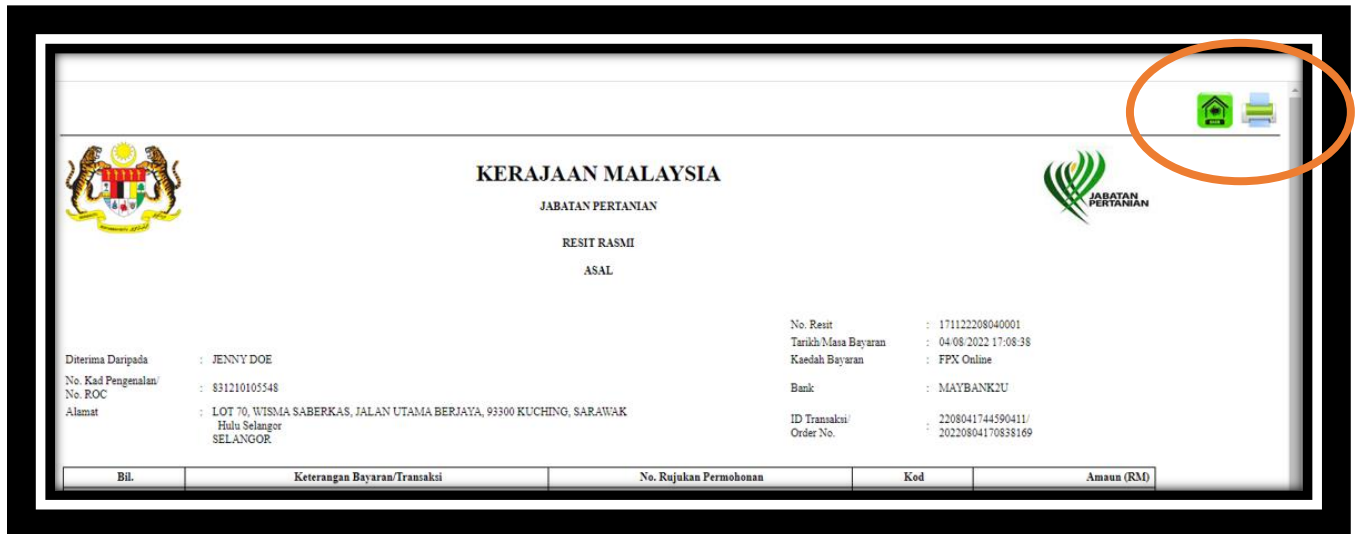 KERAJAAN MALAYSIA
JABATAN PERTANIAN
RESIT RASMI
ASAL
JABATAN
PERTANIAN
No. Resit : 171122208040001
Tarikh/Masa Bayaran : 04/08/2022 17:08:38
Diterima Daripada : JENNY DOE
Kaedah Bayaran : FPX Online
No. Kad Pengenalan/
No. ROC : 831210105548
Bank : MAYBANK2U
Alamat : LOT 70, WISMA SABERKAS, JALAN UTAMA BERJAYA, 93300 KUCHING, SARAWAK
Hulu Selangor
SELANGOR
ID Transaksi/
Order No. : 2208041744590411/
20220804170838169
Bil. Keterangan Bayaran/Transaksi No. Rujukan Permohonan Kod Amaun (RM)